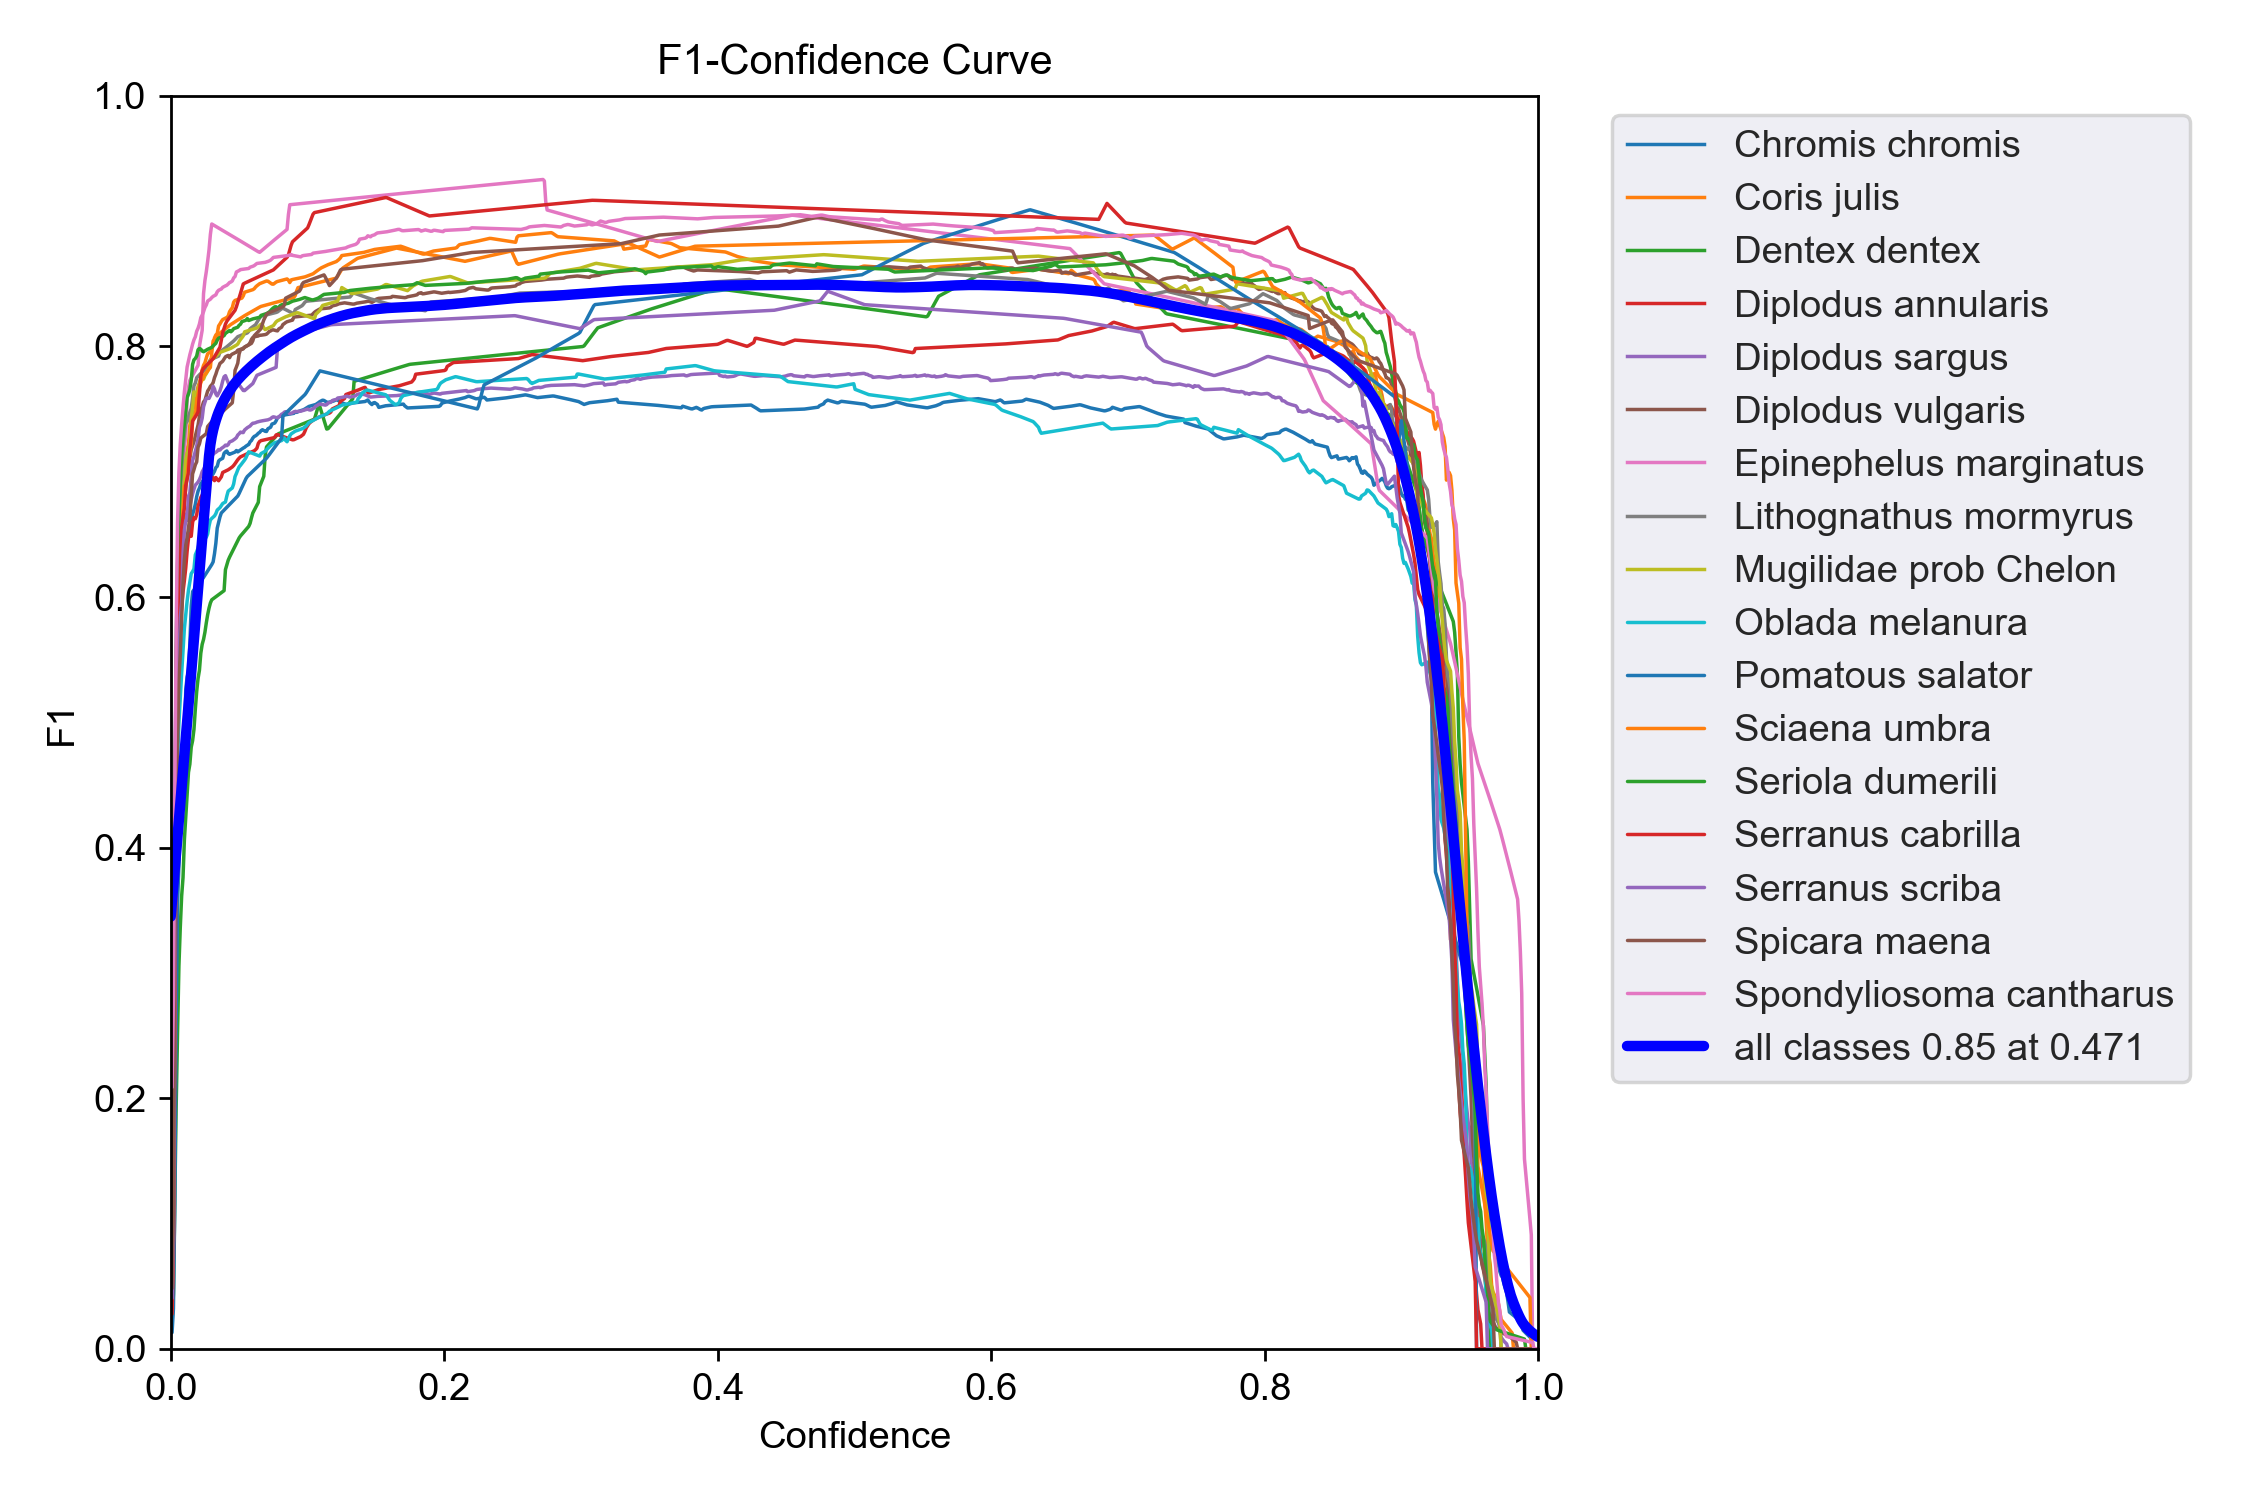 F1-Confidence Curve
1.0
0.8
0.6
0.4
0.2
0.0
F1
0.0 0.2 0.4 0.6 0.8 1.0
Confidence
Chromis chromis
Coris julis
Dentex dentex
Diplodus annularis
Diplodus sargus
Diplodus vulgaris
Epinephelus marginatus
Lithognathus mormyrus
Mugilidae prob Chelon
Oblada melanura
Pomatous salator
Sciaena umbra
Seriola dumerili
Serranus cabrilla
Serranus scriba
Spicara maena
Spondyliosoma cantharus
all classes 0.85 at 0.471